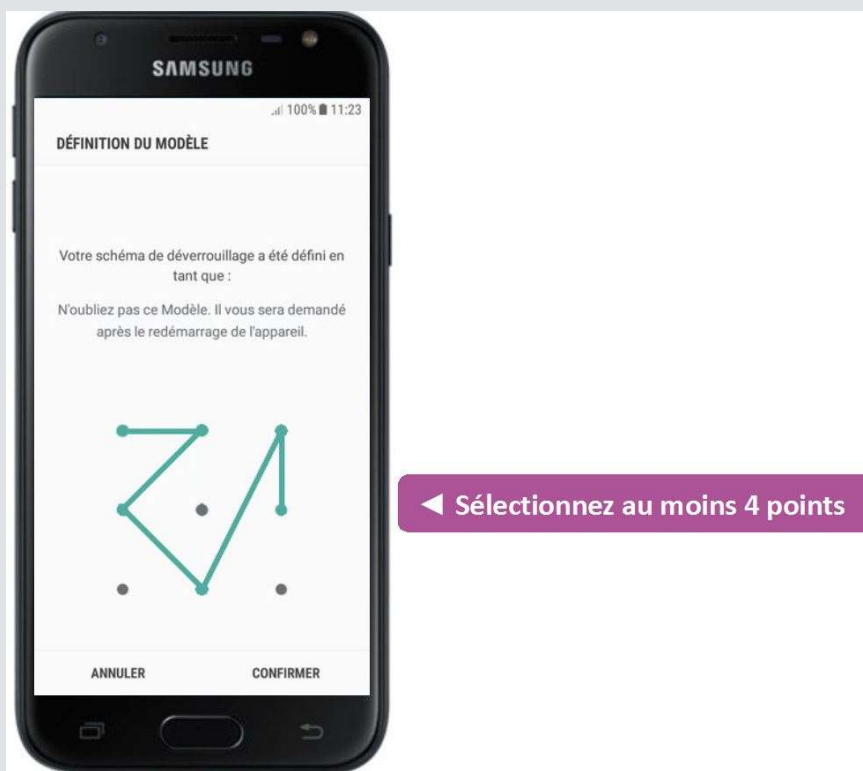 SAMSUNG
100% 11:23
DÉFINITION DU MODÈLE
Votre schéma de déverrouillage a été défini en
tant que :
N'oubliez pas ce Modèle. Il vous sera demandé
après le redémarrage de l'appareil.
◄ Sélectionnez au moins 4 points
ANNULER CONFIRMER